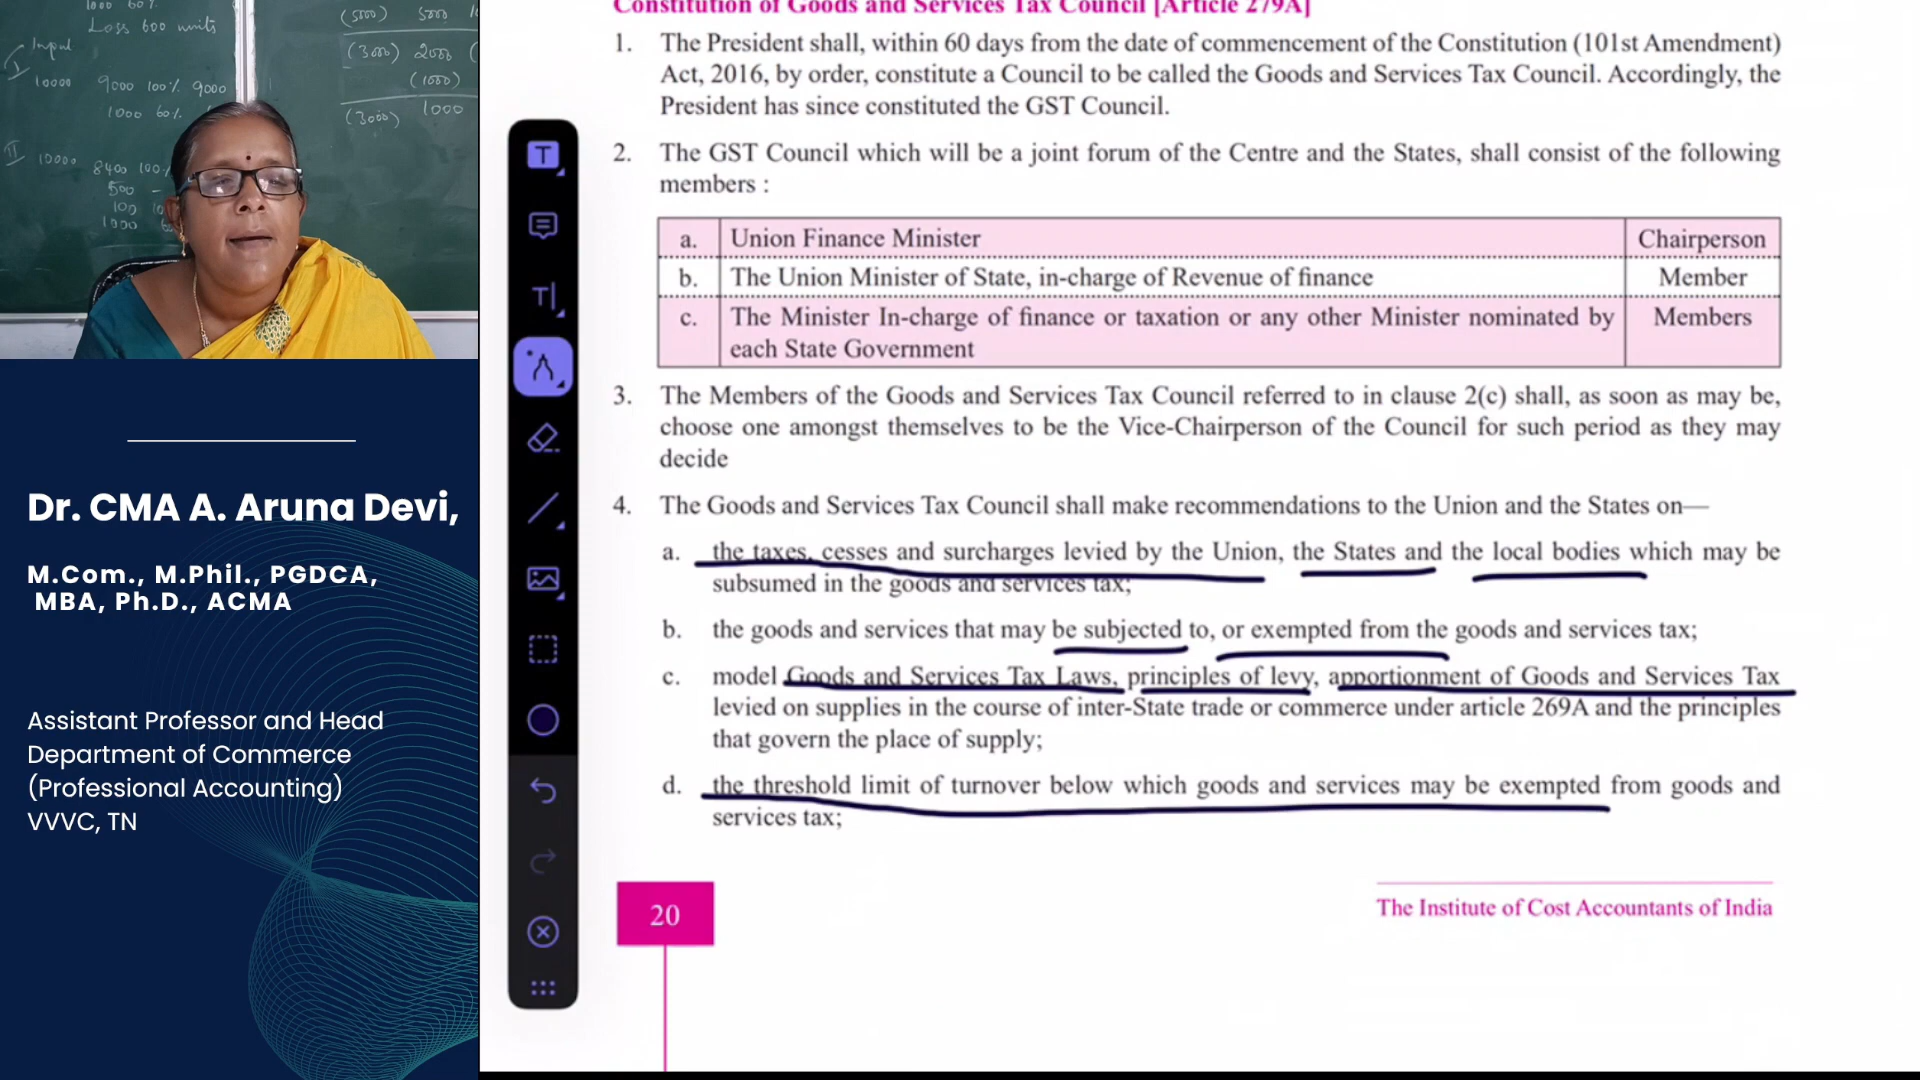 1000 60%
Loss 600 units
Input
I
10000 9000 100% 9000
1000 60%
II 10000 8400 100%
500 -
100
1000
(5000) 5000
(3000) 2000
(1000)
(3000) 1000
Dr. CMA A. Aruna Devi,
M.Com., M.Phil., PGDCA,
MBA, Ph.D., ACMA
Assistant Professor and Head
Department of Commerce
(Professional Accounting)
VVVC, TN
Constitution of Goods and Services Tax Council [Article 279A]
1. The President shall, within 60 days from the date of commencement of the Constitution (101st Amendment)
Act, 2016, by order, constitute a Council to be called the Goods and Services Tax Council. Accordingly, the
President has since constituted the GST Council.
2. The GST Council which will be a joint forum of the Centre and the States, shall consist of the following
members :
a. Union Finance Minister Chairperson
b. The Union Minister of State, in-charge of Revenue of finance Member
c. The Minister In-charge of finance or taxation or any other Minister nominated by Members
each State Government
3. The Members of the Goods and Services Tax Council referred to in clause 2(c) shall, as soon as may be,
choose one amongst themselves to be the Vice-Chairperson of the Council for such period as they may
decide
4. The Goods and Services Tax Council shall make recommendations to the Union and the States on—
a. the taxes, cesses and surcharges levied by the Union, the States and the local bodies which may be
subsumed in the goods and services tax;
b. the goods and services that may be subjected to, or exempted from the goods and services tax;
c. model Goods and Services Tax Laws, principles of levy, apportionment of Goods and Services Tax
levied on supplies in the course of inter-State trade or commerce under article 269A and the principles
that govern the place of supply;
d. the threshold limit of turnover below which goods and services may be exempted from goods and
services tax;
20
The Institute of Cost Accountants of India